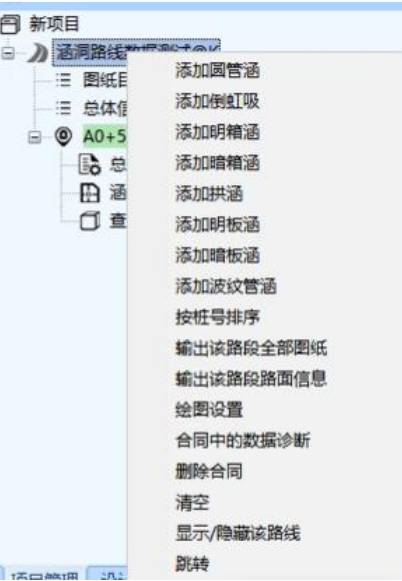 新项目
涵洞路线数据测试@K
图纸目
总体信
A0+5
总
涵
查
添加圆管涵
添加倒虹吸
添加明箱涵
添加暗箱涵
添加拱涵
添加明板涵
添加暗板涵
添加波纹管涵
按桩号排序
输出该路段全部图纸
输出该路段路面信息
绘图设置
合同中的数据诊断
删除合同
清空
显示/隐藏该路线
跳转
项目管理